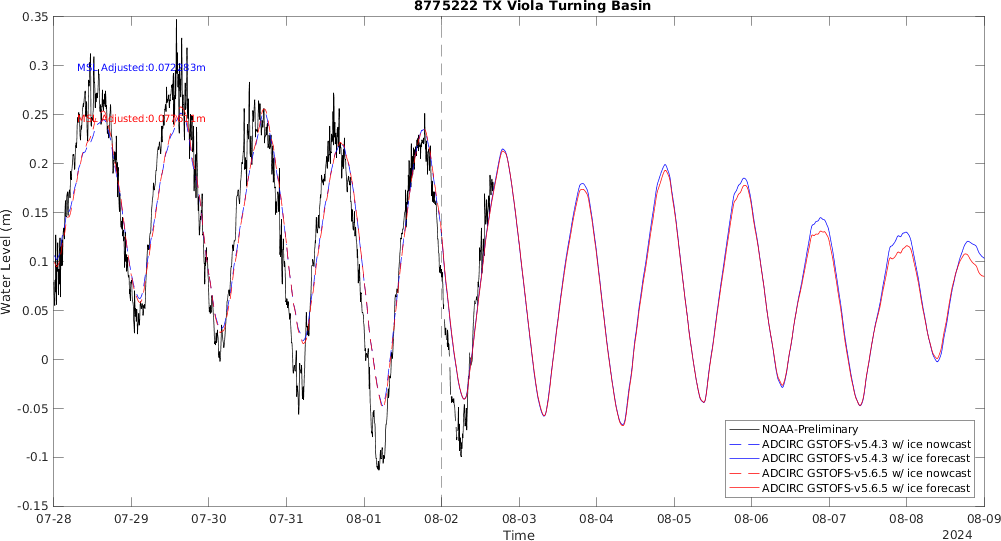 8775222 TX Viola Turning Basin
0.35
0.3
0.25
0.2
0.15
0.1
0.05
0
-0.05
-0.1
-0.15
Water Level (m)
MSL Adjusted:
MSL Adjusted:
NOAA-Preliminary
ADCIRC GSTOFS-v5.4.3 w/ ice nowcast
ADCIRC GSTOFS-v5.4.3 w/ ice forecast
ADCIRC GSTOFS-v5.6.5 w/ ice nowcast
ADCIRC GSTOFS-v5.6.5 w/ ice forecast
07-28 07-29 07-30 07-31 08-01 08-02 08-03 08-04 08-05 08-06 08-07 08-08 08-09
Time
2024